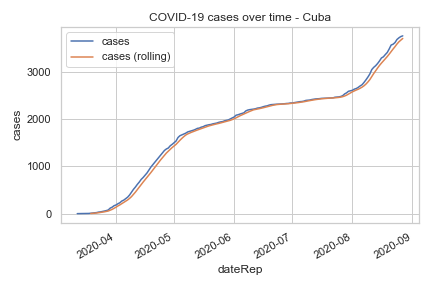 COVID-19 cases over time - Cuba
cases
cases (rolling)
3000
2000
1000
0
cases
2020-04
2020-05
2020-06
2020-07
2020-08
2020-09
dateRep